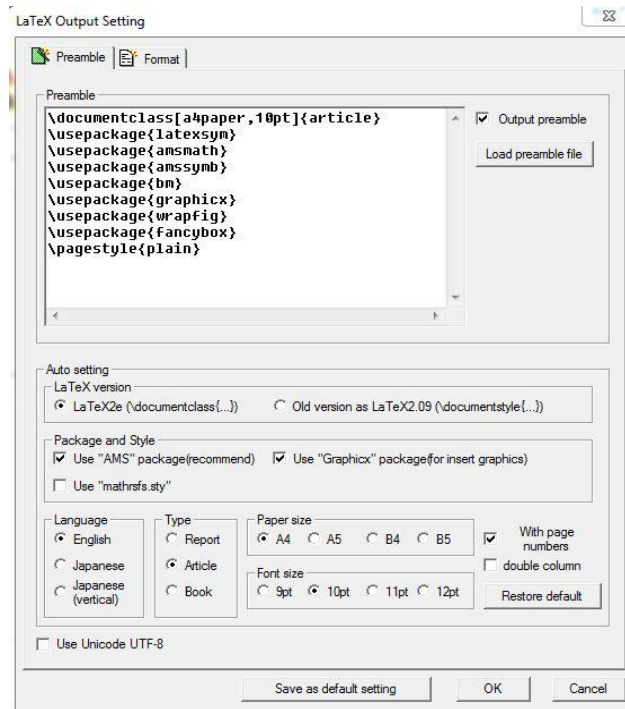 LaTeX Output Setting
Preamble
Format
Preamble
\documentclass[a4paper,10pt]{article}
\usepackage{latexsym}
\usepackage{amsmath}
\usepackage{amssymb}
\usepackage{bm}
\usepackage{graphicx}
\usepackage{wrapfig}
\usepackage{fancybox}
\pagestyle{plain}
Output preamble
Load preamble file
Auto setting
LaTeX version
LaTeX2e (\documentclass{...})
Old version as LaTeX2.09 (\documentstyle{...})
Package and Style
Use "AMS" package(recommend)
Use "Graphicx" package(for insert graphics)
Use "mathrsfs.sty"
Language
English
Japanese
Japanese
(vertical)
Type
Report
Article
Book
Paper size
A4 A5 B4 B5
Font size
9pt 10pt 11pt 12pt
With page
numbers
double column
Restore default
Use Unicode UTF-8
Save as default setting
OK
Cancel